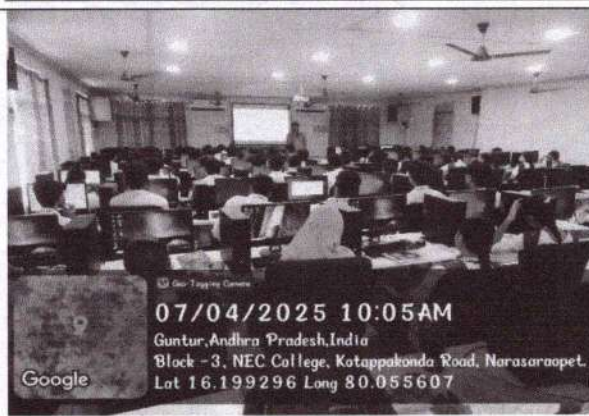 Geo-Tagging Camera
07/04/2025 10:05AM
Guntur,Andhra Pradesh,India
Block -3, NEC College, Kotappakonda Road, Narasaraopet.
Lat 16.199296 Long 80.055607
Google